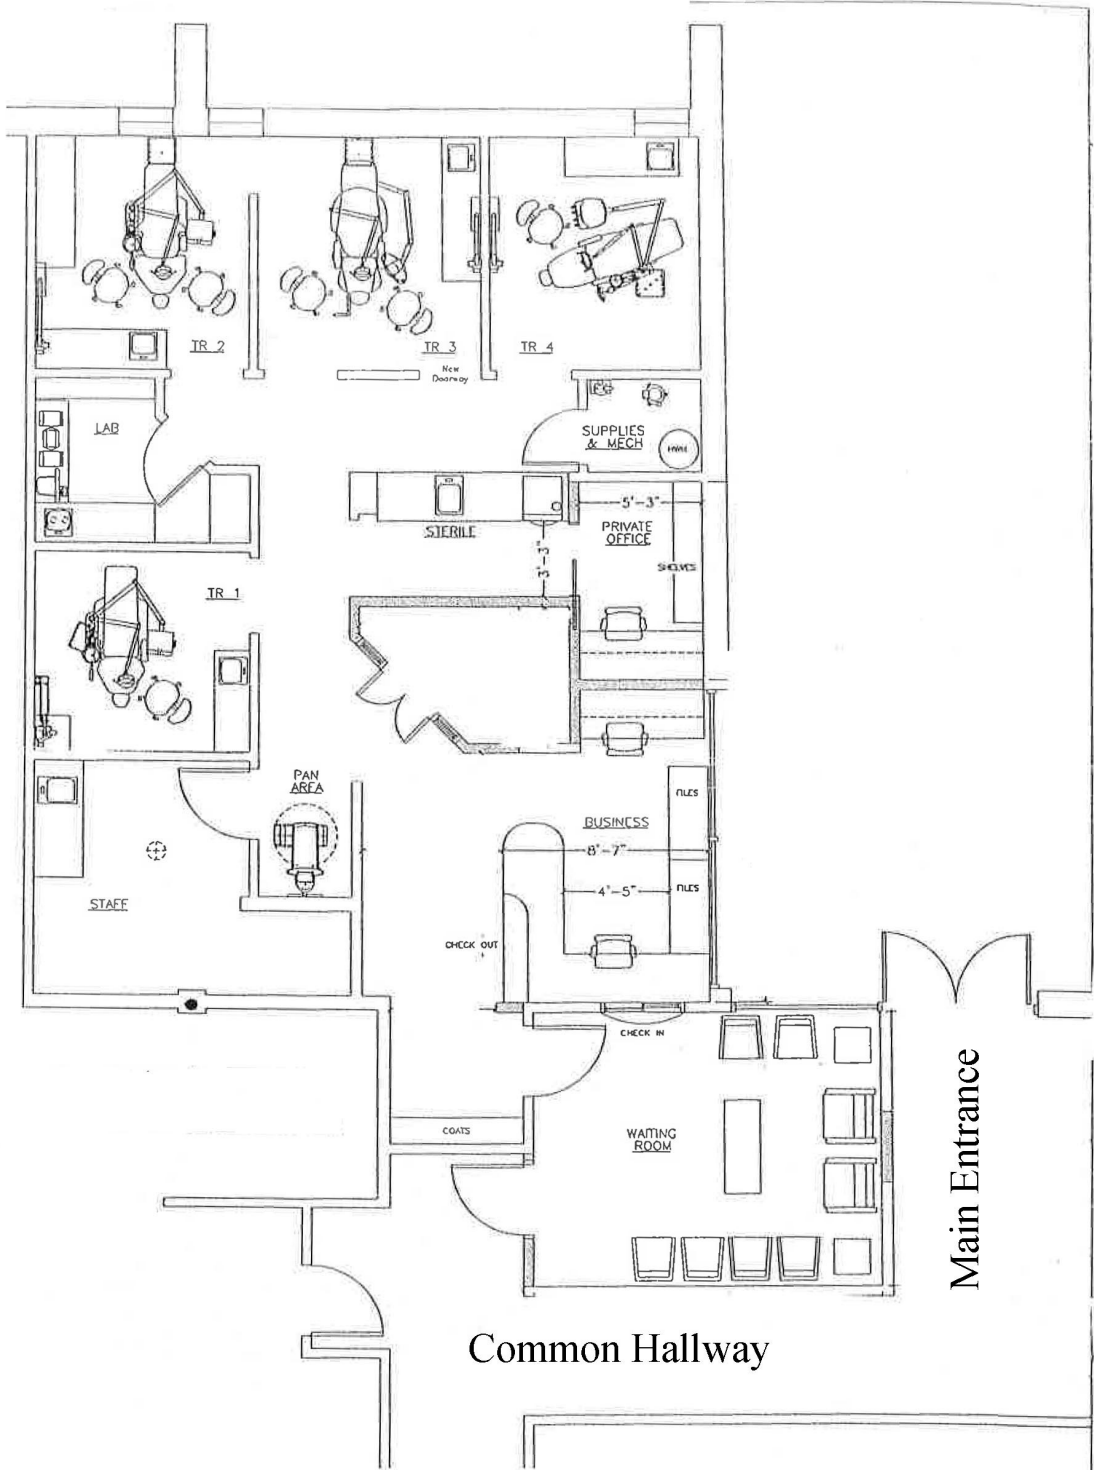 TR 2
TR 3
New
Doorway
TR 4
LAB
SUPPLIES
& MECH
HWH
STERILE
3'-3"
5'-3"
PRIVATE
OFFICE
SHELVES
TR 1
PAN
AREA
STAFF
BUSINESS
FILES
8'-7"
4'-5"
FILES
CHECK OUT
CHECK IN
COATS
WAITING
ROOM
Main Entrance
Common Hallway